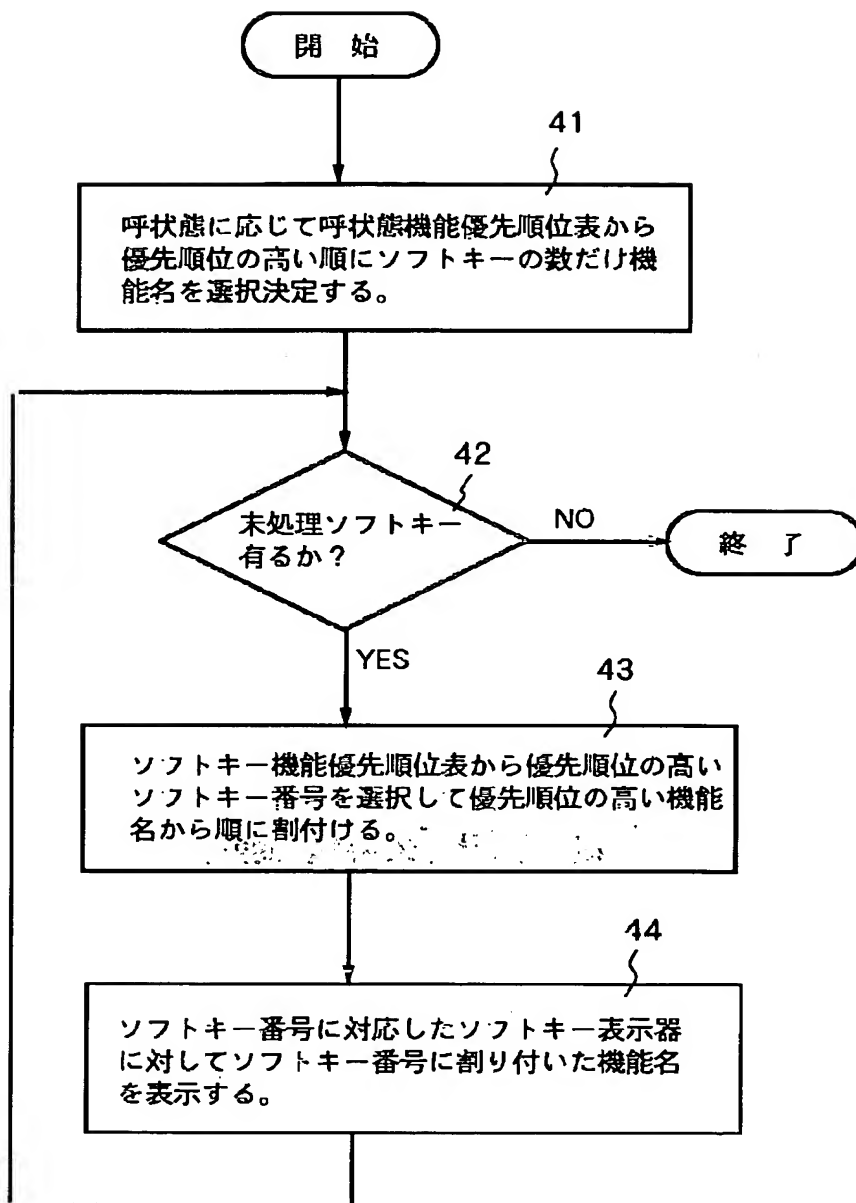 開 始
41
呼状態に応じて呼状態機能優先順位表から
優先順位の高い順にソフトキーの数だけ機
能名を選択決定する。
42
未処理ソフトキー
有るか?
NO
終 了
YES
43
ソフトキー機能優先順位表から優先順位の高い
ソフトキー番号を選択して優先順位の高い機能
名から順に割付ける。
44
ソフトキー番号に対応したソフトキー表示器
に対してソフトキー番号に割り付いた機能名
を表示する。